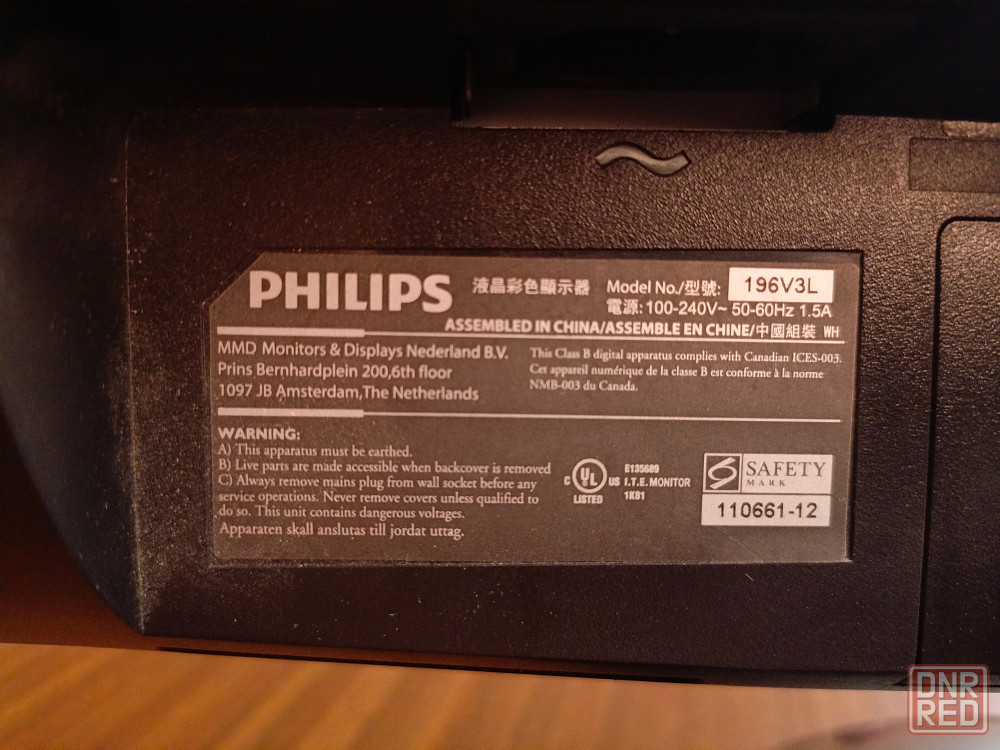 PHILIPS 液晶彩色顯示器 Model No./型號: 196V3L
電源: 100-240V~ 50-60Hz 1.5A
ASSEMBLED IN CHINA/ASSEMBLE EN CHINE/中國組裝 WH
MMD Monitors & Displays Nederland B.V.
Prins Bernhardplein 200,6th floor
1097 JB Amsterdam,The Netherlands
This Class B digital apparatus complies with Canadian ICES-003.
Cet appareil numérique de la classe B est conforme à la norme
NMB-003 du Canada.
WARNING:
A) This apparatus must be earthed.
B) Live parts are made accessible when backcover is removed
C) Always remove mains plug from wall socket before any
service operations. Never remove covers unless qualified to
do so. This unit contains dangerous voltages.
Apparaten skall anslutas till jordat uttag.
C UL US
LISTED
E135689
I.T.E. MONITOR
1K81
S SAFETY
MARK
110661-12
DNR
RED